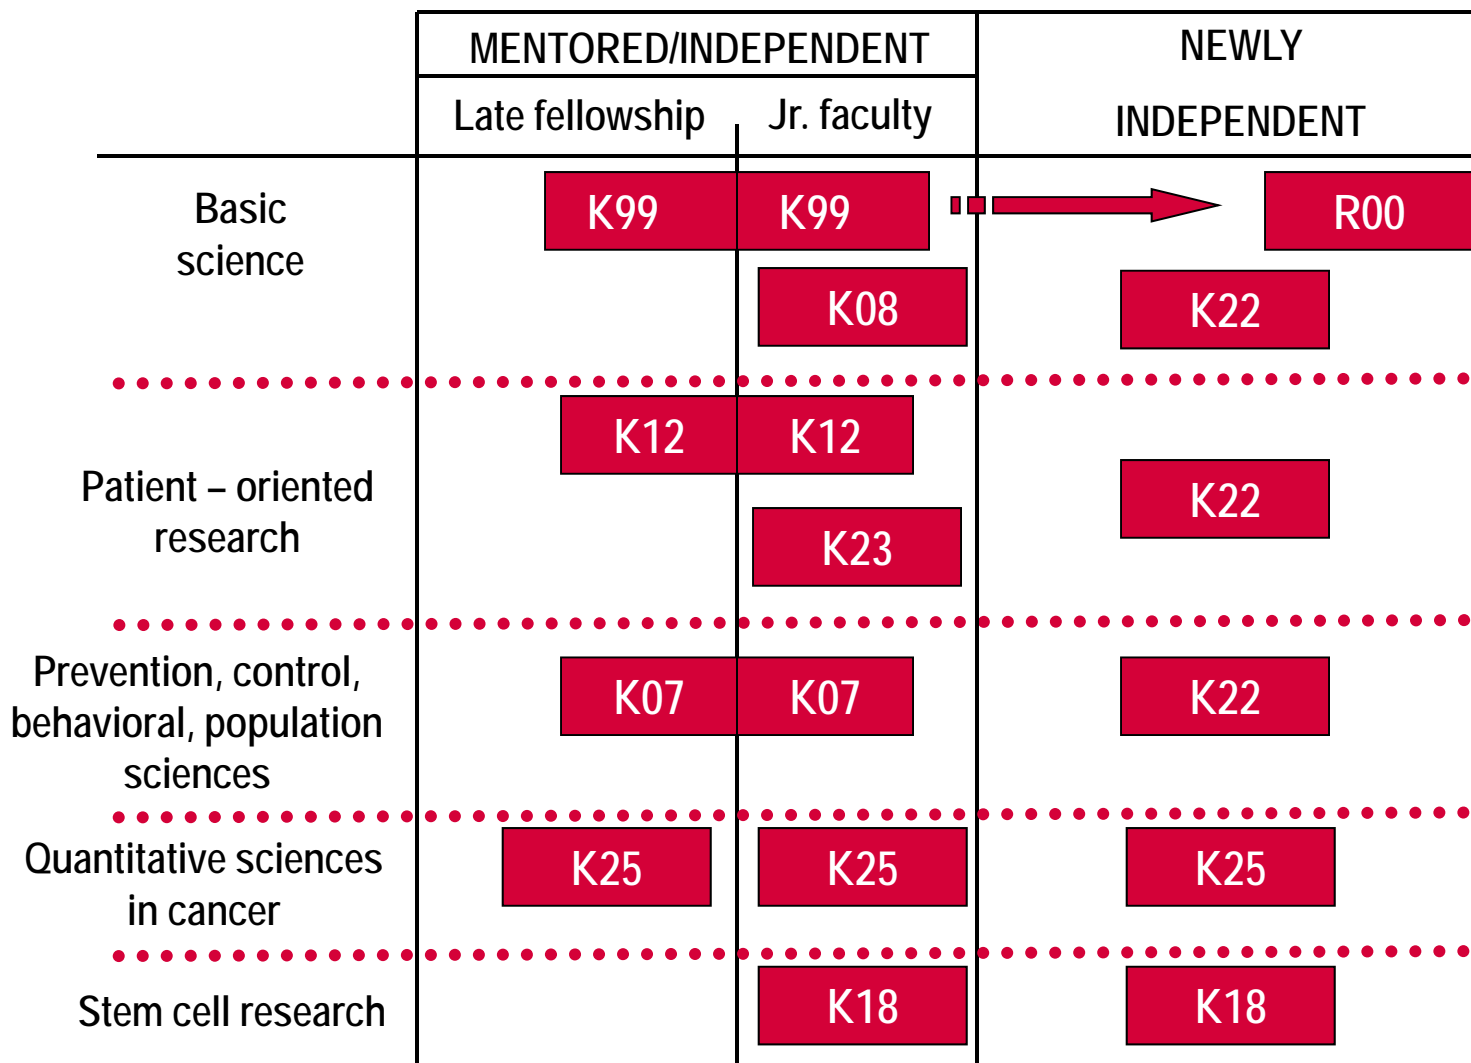 MENTORED/INDEPENDENT
NEWLY
INDEPENDENT
Late fellowship
Jr. faculty
Basic
science
K99
K99
R00
K08
K22
Patient – oriented
research
K12
K12
K22
K23
Prevention, control,
behavioral, population
sciences
K07
K07
K22
Quantitative sciences
in cancer
K25
K25
K25
Stem cell research
K18
K18